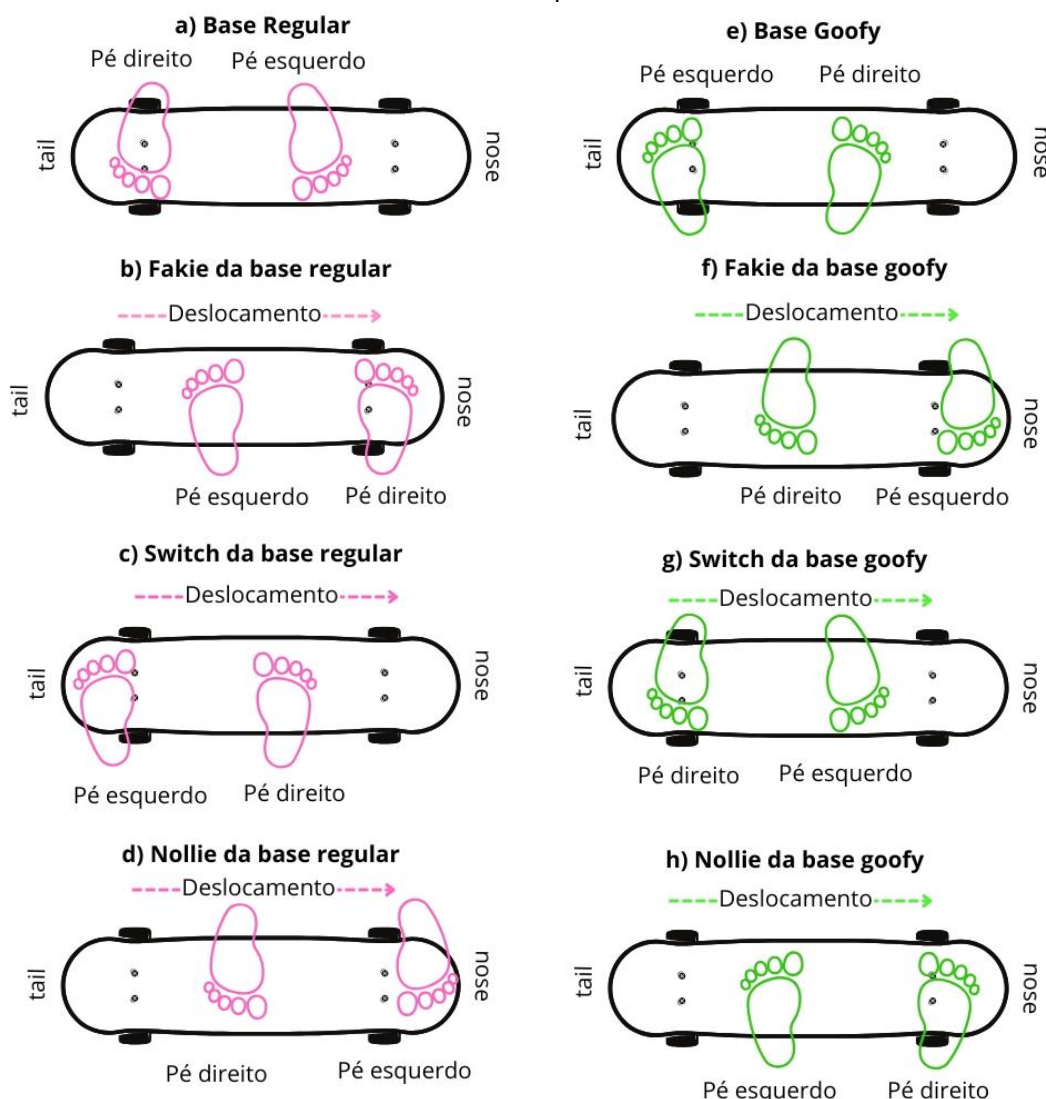 a) Base Regular
Pé direito Pé esquerdo
tail
nose
b) Fakie da base regular
Deslocamento
tail
nose
Pé esquerdo Pé direito
c) Switch da base regular
Deslocamento
tail
nose
Pé esquerdo Pé direito
d) Nollie da base regular
Deslocamento
tail
nose
Pé direito Pé esquerdo
e) Base Goofy
Pé esquerdo Pé direito
tail
nose
f) Fakie da base goofy
Deslocamento
tail
nose
Pé direito Pé esquerdo
g) Switch da base goofy
Deslocamento
tail
nose
Pé direito Pé esquerdo
h) Nollie da base goofy
Deslocamento
tail
nose
Pé esquerdo Pé direito